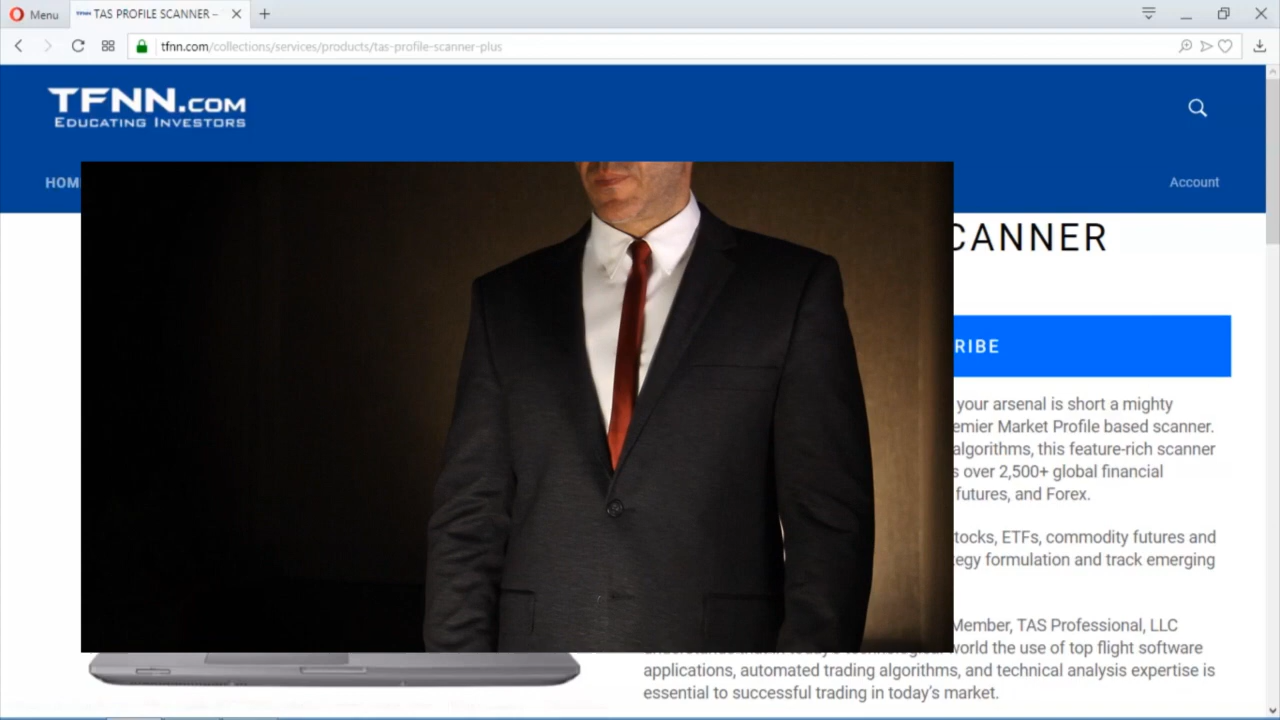 Menu
TAS PROFILE SCANNER –
tfnn.com/collections/services/products/tas-profile-scanner-plus
TFNN.COM
EDUCATING INVESTORS
HOM
Account
CANNER
RIBE
your arsenal is short a mighty
emier Market Profile based scanner.
algorithms, this feature-rich scanner
s over 2,500+ global financial
futures, and Forex.
tocks, ETFs, commodity futures and
egy formulation and track emerging
Member, TAS Professional, LLC
world the use of top flight software
applications, automated trading algorithms, and technical analysis expertise is
essential to successful trading in today's market.